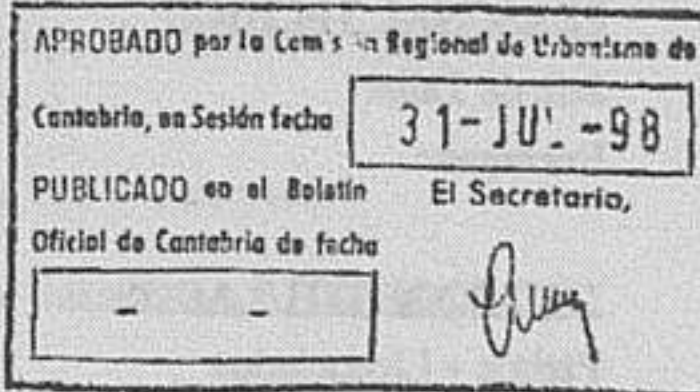 APROBADO por la Com's n Regional de Urbanismo de
Cantabria, en Sesión fecha
31-JUL-98
PUBLICADO en el Boletín
El Secretario,
Oficial de Cantabria de fecha
- -